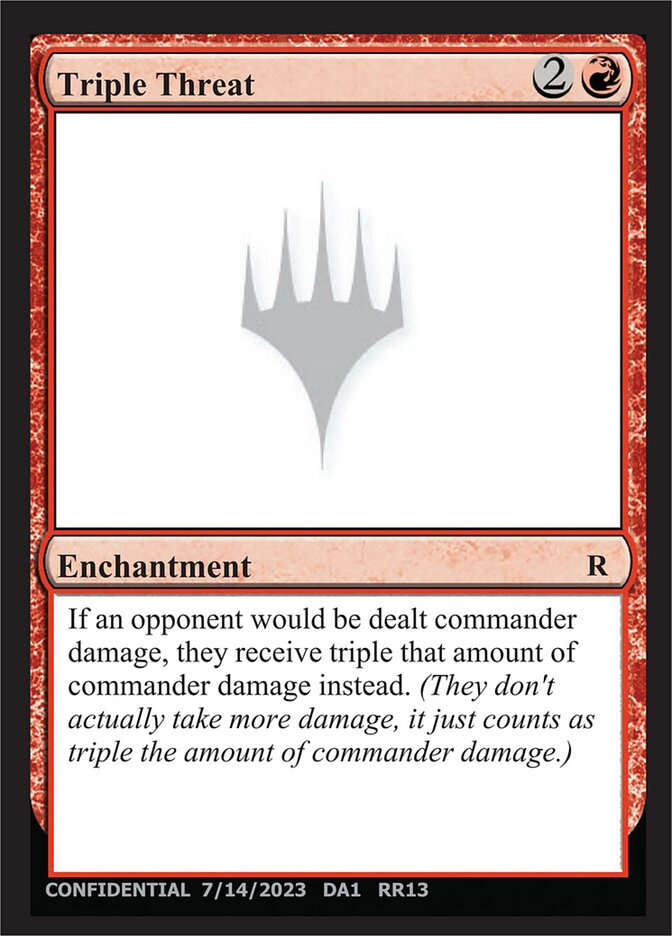 Triple Threat 2
Enchantment R
If an opponent would be dealt commander
damage, they receive triple that amount of
commander damage instead. (They don't
actually take more damage, it just counts as
triple the amount of commander damage.)
CONFIDENTIAL 7/14/2023 DA1 RR13